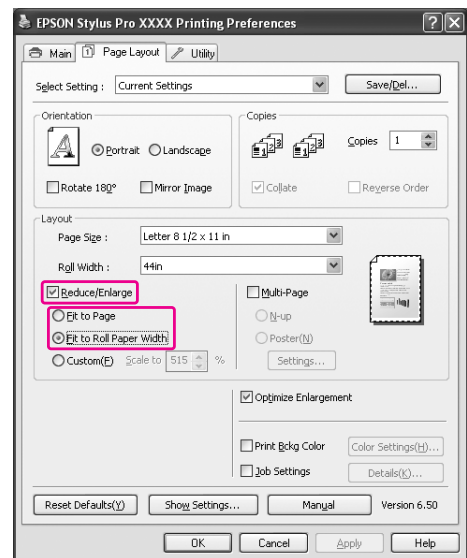 EPSON Stylus Pro XXXX Printing Preferences
Main Page Layout Utility
Select Setting : Current Settings Save/Del...
Orientation
Portrait Landscape
Rotate 180° Mirror Image
Copies
Copies 1
Collate Reverse Order
Layout
Page Size : Letter 8 1/2 x 11 in
Roll Width : 44in
Reduce/Enlarge
Fit to Page
Fit to Roll Paper Width
Custom(F) Scale to 515 %
Multi-Page
N-up
Poster(N)
Settings...
Optimize Enlargement
Print Bckg Color Color Settings(H)...
Job Settings Details(K)...
Reset Defaults(Y) Show Settings... Manual Version 6.50
OK Cancel Apply Help